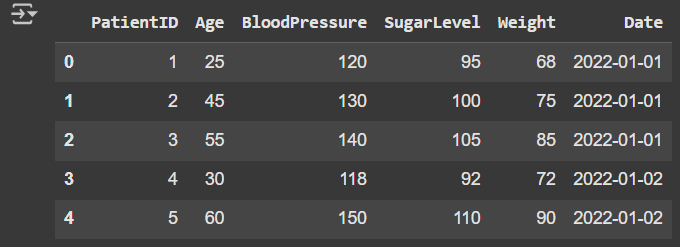 PatientID Age BloodPressure SugarLevel Weight Date
0 1 25 120 95 68 2022-01-01
1 2 45 130 100 75 2022-01-01
2 3 55 140 105 85 2022-01-01
3 4 30 118 92 72 2022-01-02
4 5 60 150 110 90 2022-01-02